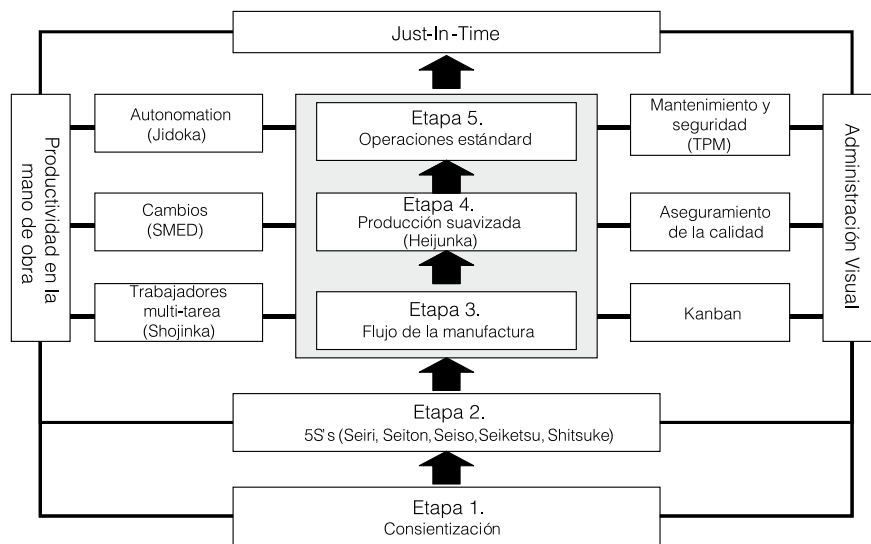 Just-In-Time
Productividad en la
mano de obra
Autonomation
(Jidoka)
Etapa 5.
Operaciones estándard
Mantenimiento y
seguridad
(TPM)
Administración Visual
Cambios
(SMED)
Etapa 4.
Producción suavizada
(Heijunka)
Aseguramiento
de la calidad
Trabajadores
multi-tarea
(Shojinka)
Etapa 3.
Flujo de la manufactura
Kanban
Etapa 2.
5S's (Seiri, Seiton, Seiso,Seiketsu, Shitsuke)
Etapa 1.
Consientización